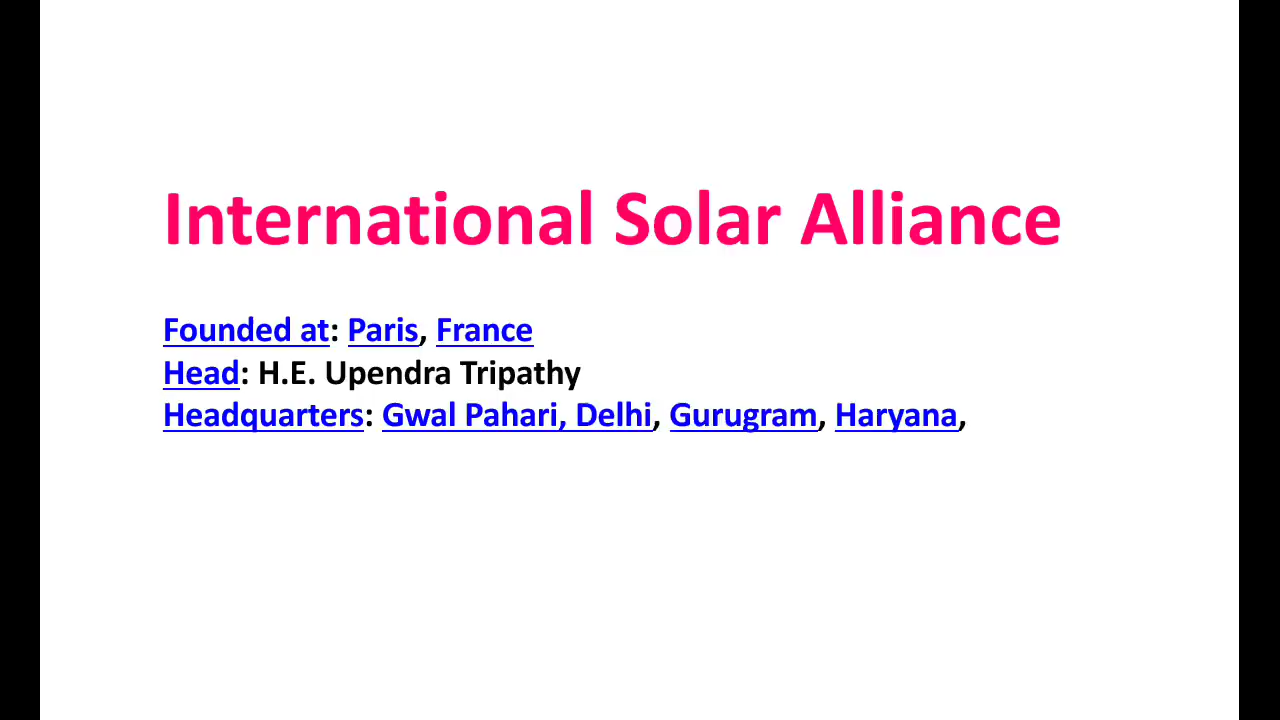 International Solar Alliance
Founded at: Paris, France
Head: H.E. Upendra Tripathy
Headquarters: Gwal Pahari, Delhi, Gurugram, Haryana,